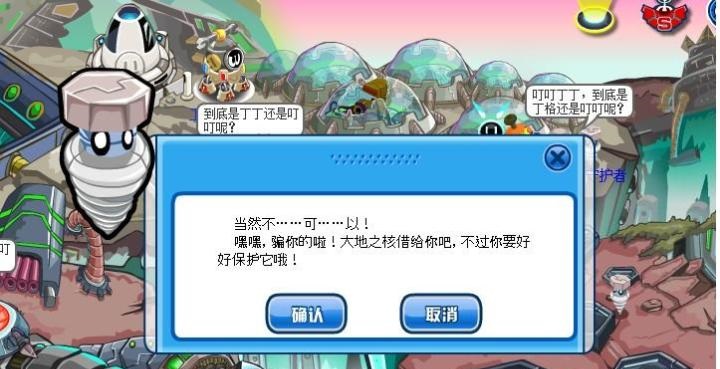 到底是丁丁还是叮
叮呢?
叮叮丁丁，到底是
丁格还是叮叮呢?
护者
叮
S
当然不……可……以！
嘿嘿，骗你的啦！大地之核借给你吧，不过你要好
好保护它哦！
确认
取消